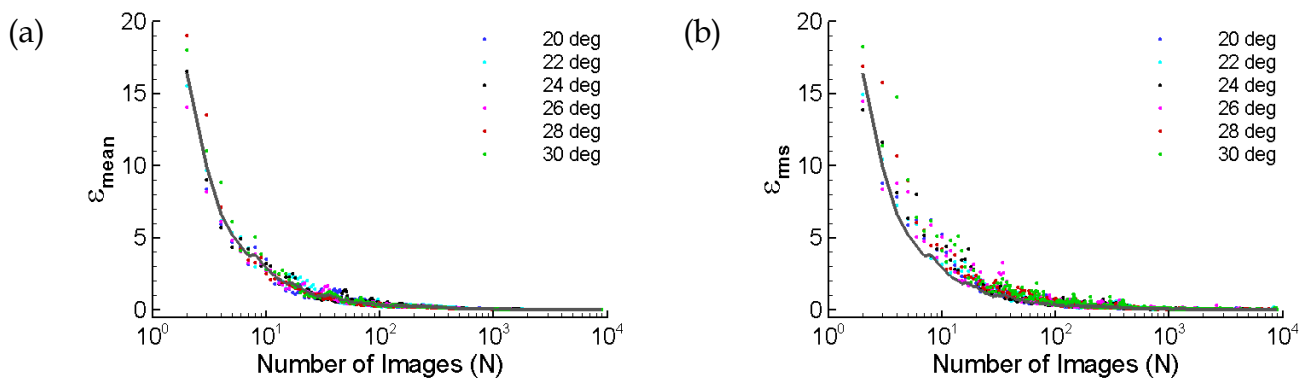 (a)
20
15
10
5
0
ε_mean
10^0
10^1
10^2
10^3
10^4
Number of Images (N)
20 deg
22 deg
24 deg
26 deg
28 deg
30 deg
(b)
20
15
10
5
0
ε_rms
10^0
10^1
10^2
10^3
10^4
Number of Images (N)
20 deg
22 deg
24 deg
26 deg
28 deg
30 deg